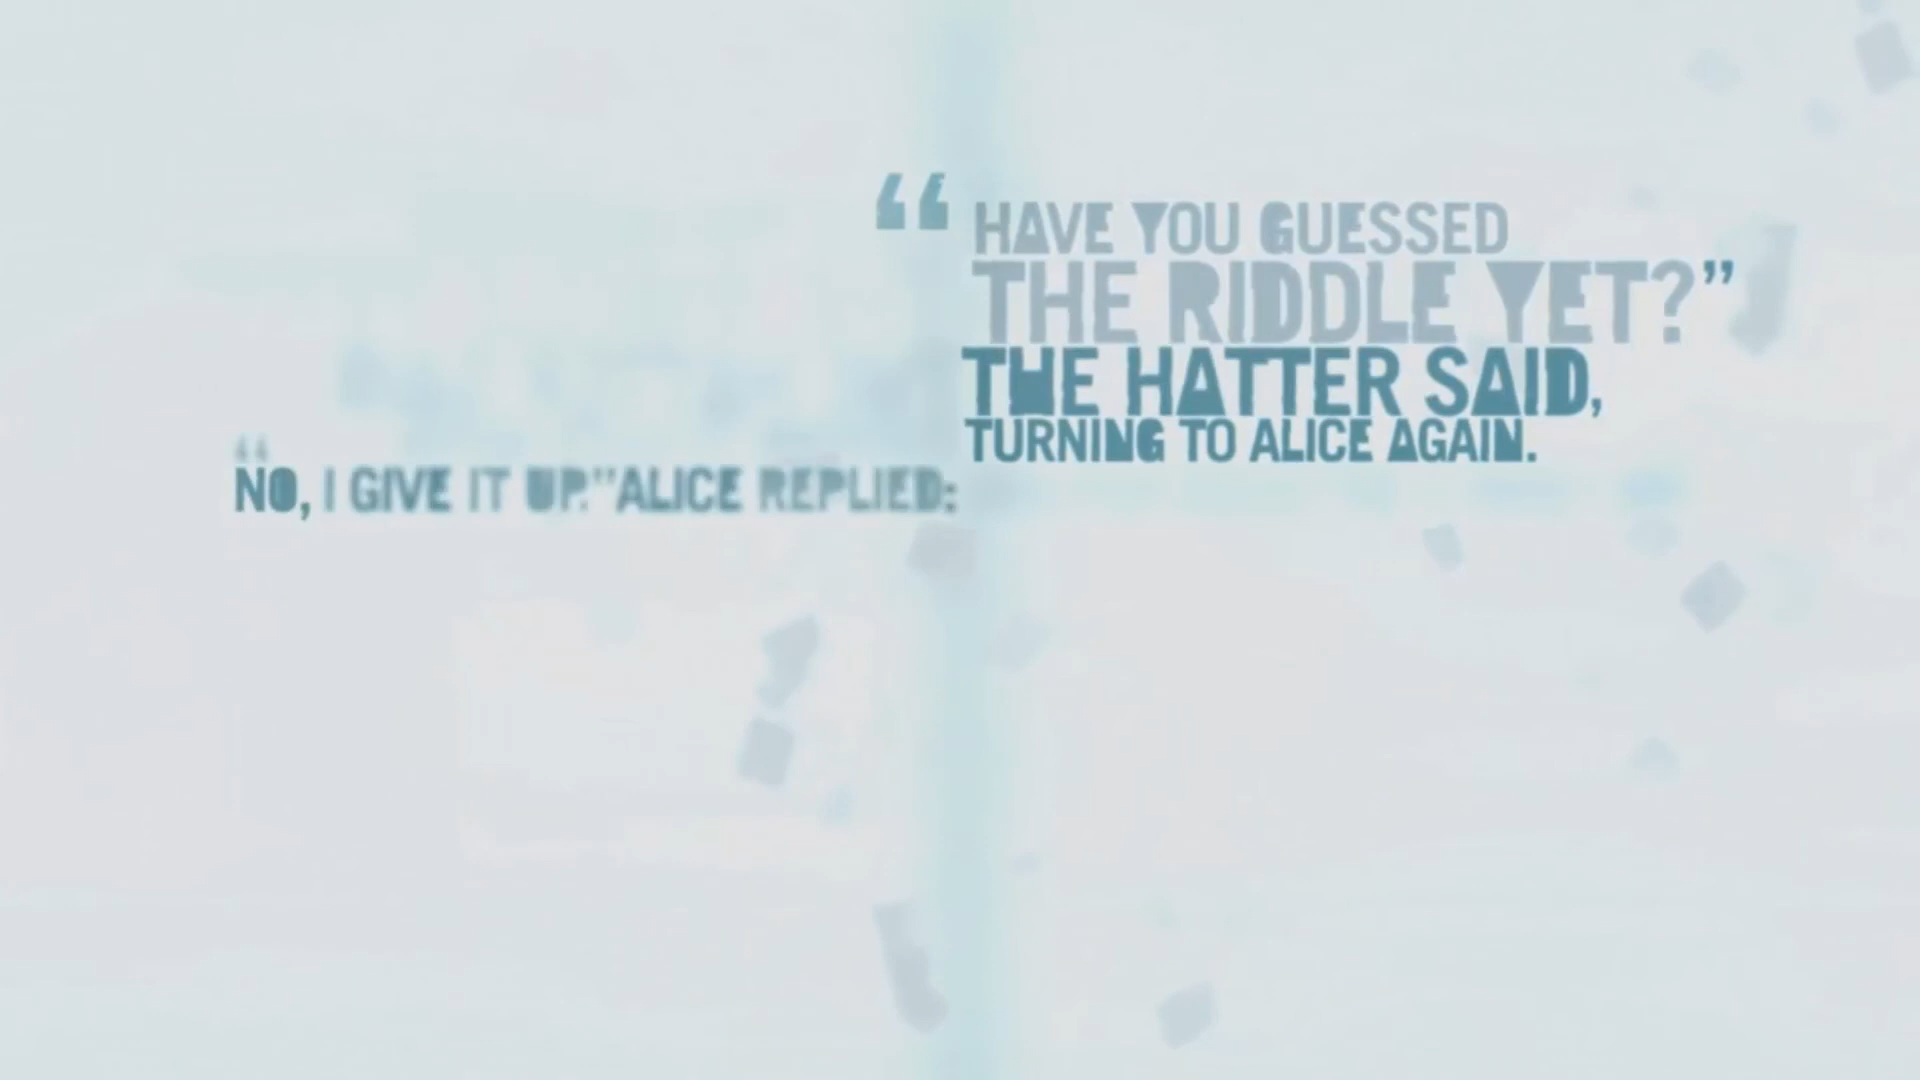 “HAVE YOU GUESSED
THE RIDDLE YET?”
THE HATTER SAID,
TURNING TO ALICE AGAIN.
“NO, I GIVE IT UP.”ALICE REPLIED: